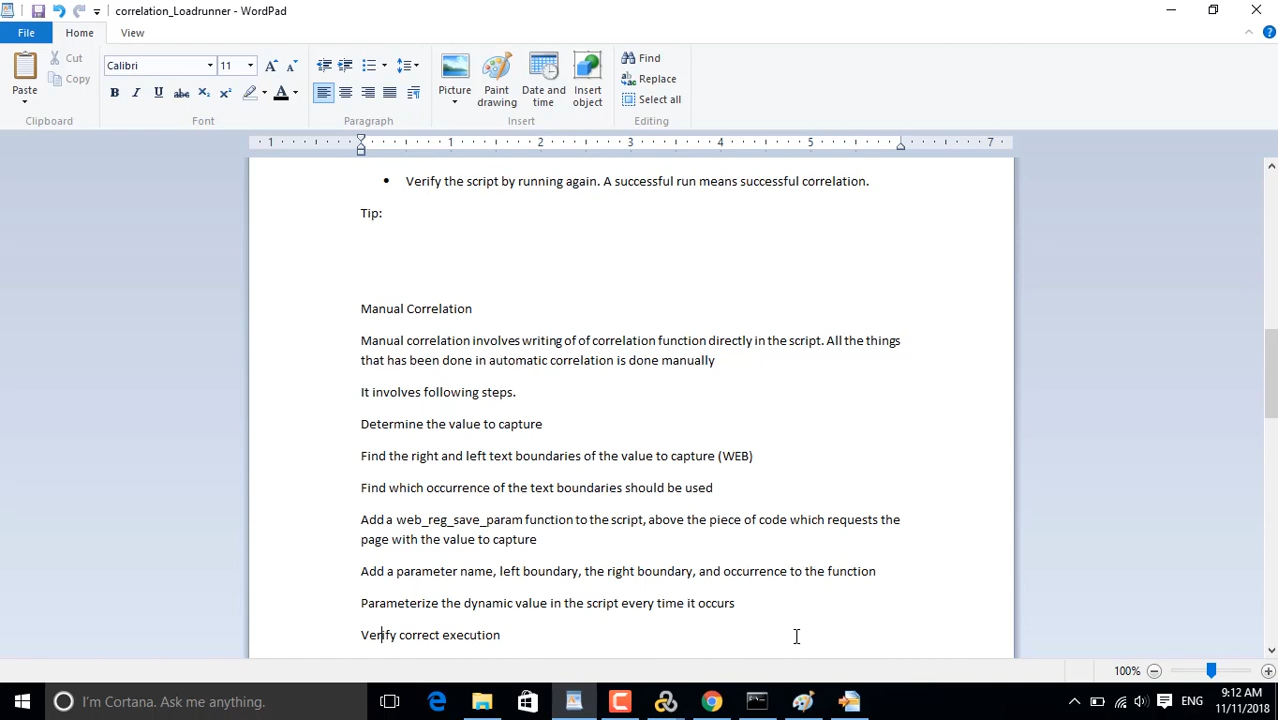 correlation_Loadrunner - WordPad
File
Home
View
Paste
Cut
Copy
Clipboard
Calibri
11
B I U abc
Font
Paragraph
Picture
Paint drawing
Date and time
Insert object
Insert
Find
Replace
Select all
Editing
1 1 2 3 4 5 7
Verify the script by running again. A successful run means successful correlation.
Tip:
Manual Correlation
Manual correlation involves writing of of correlation function directly in the script. All the things
that has been done in automatic correlation is done manually
It involves following steps.
Determine the value to capture
Find the right and left text boundaries of the value to capture (WEB)
Find which occurrence of the text boundaries should be used
Add a web_reg_save_param function to the script, above the piece of code which requests the
page with the value to capture
Add a parameter name, left boundary, the right boundary, and occurrence to the function
Parameterize the dynamic value in the script every time it occurs
Verify correct execution
100%
I'm Cortana. Ask me anything.
ENG
9:12 AM
11/11/2018